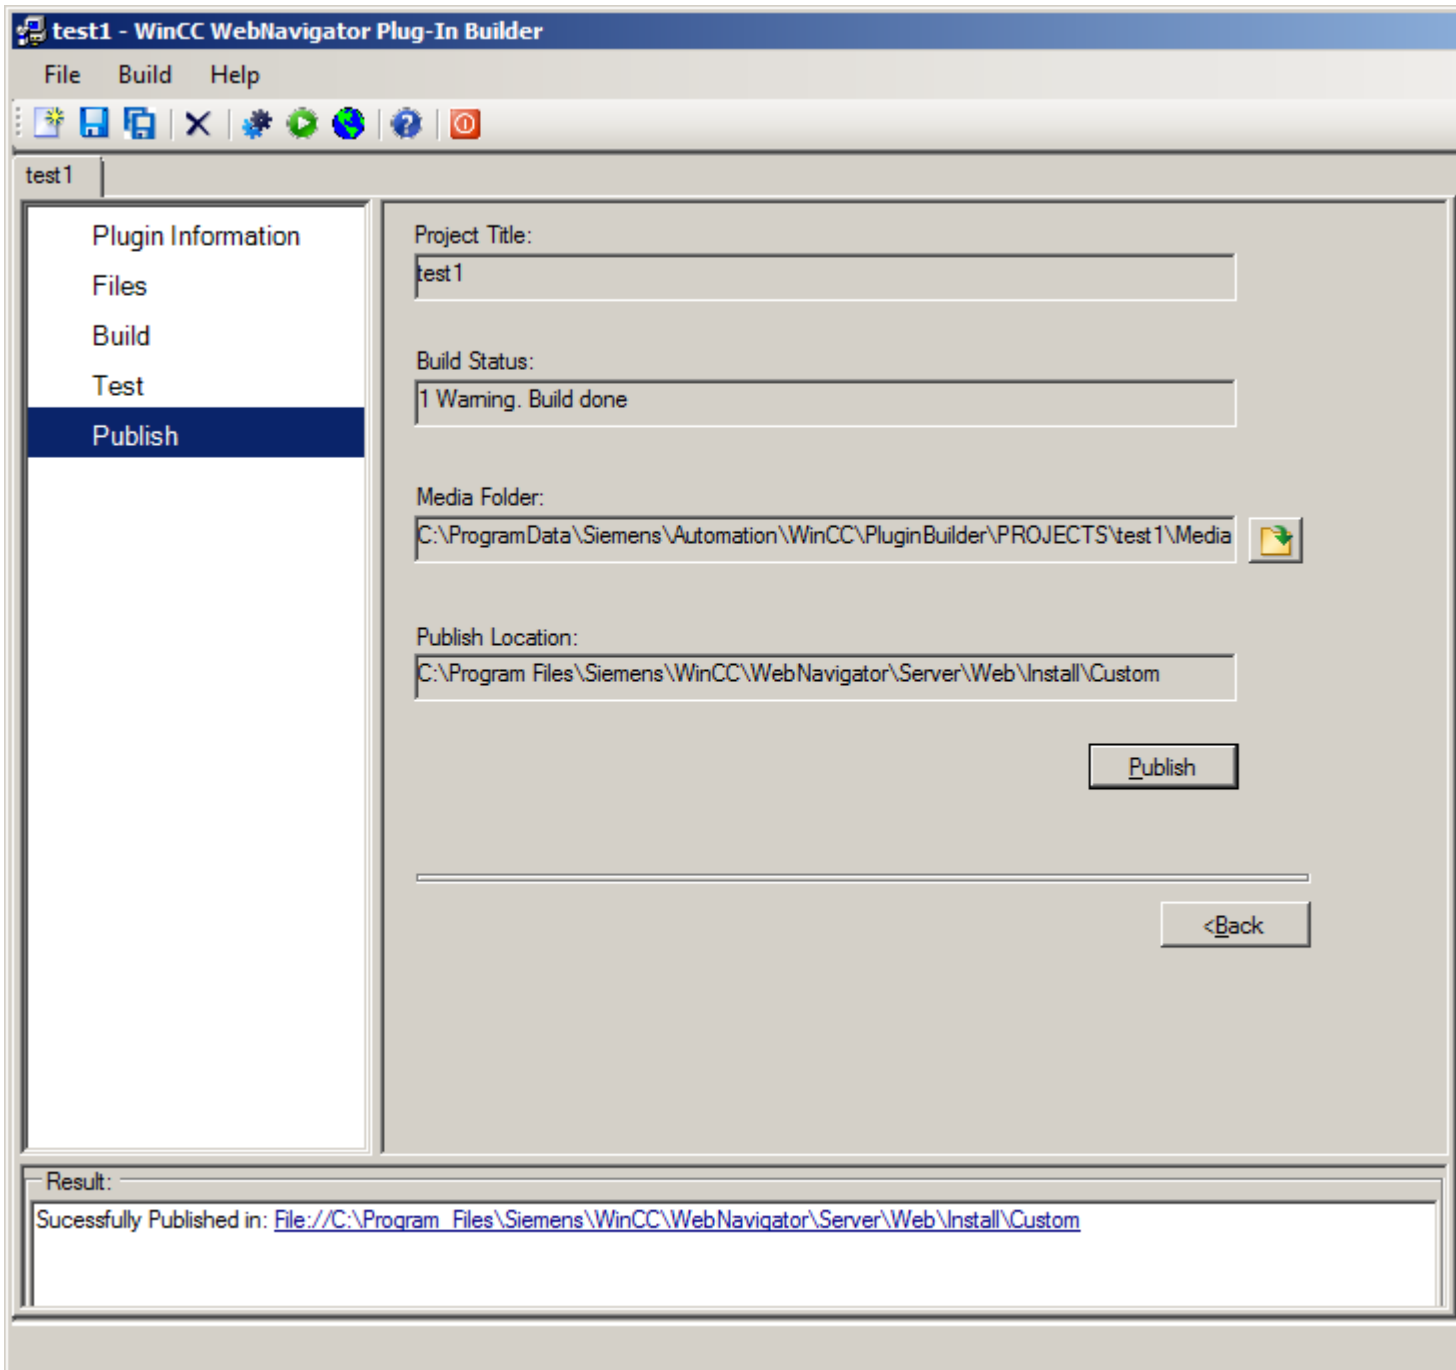 test1 - WinCC WebNavigator Plug-In Builder
File Build Help
test1
Plugin Information
Files
Build
Test
Publish
Project Title:
test1
Build Status:
1 Warning. Build done
Media Folder:
C:\ProgramData\Siemens\Automation\WinCC\PluginBuilder\PROJECTS\test1\Media
Publish Location:
C:\Program Files\Siemens\WinCC\WebNavigator\Server\Web\Install\Custom
Publish
<Back
Result:
Sucessfully Published in: File://C:\Program_Files\Siemens\WinCC\WebNavigator\Server\Web\Install\Custom